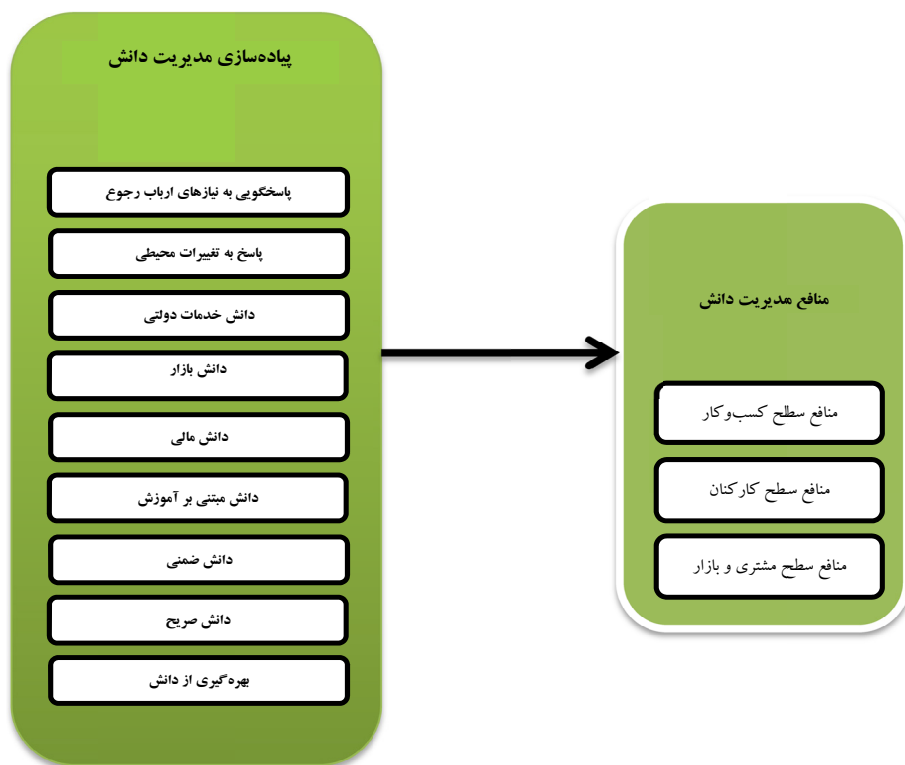 پیاده‌سازی مدیریت دانش
پاسخگویی به نیازهای ارباب رجوع
پاسخ به تغییرات محیطی
دانش خدمات دولتی
دانش بازار
دانش مالی
دانش مبتنی بر آموزش
دانش ضمنی
دانش صریح
بهره‌گیری از دانش
منافع مدیریت دانش
منافع سطح کسب‌وکار
منافع سطح کارکنان
منافع سطح مشتری و بازار